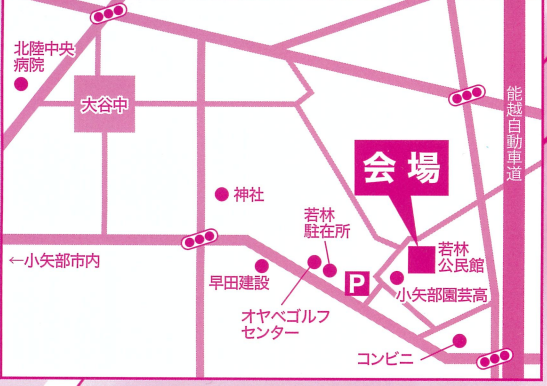 北陸中央
病院
大谷中
能越自動車道
会場
神社
若林
駐在所
若林
公民館
←小矢部市内
早田建設
P
小矢部園芸高
オヤベゴルフ
センター
コンビニ